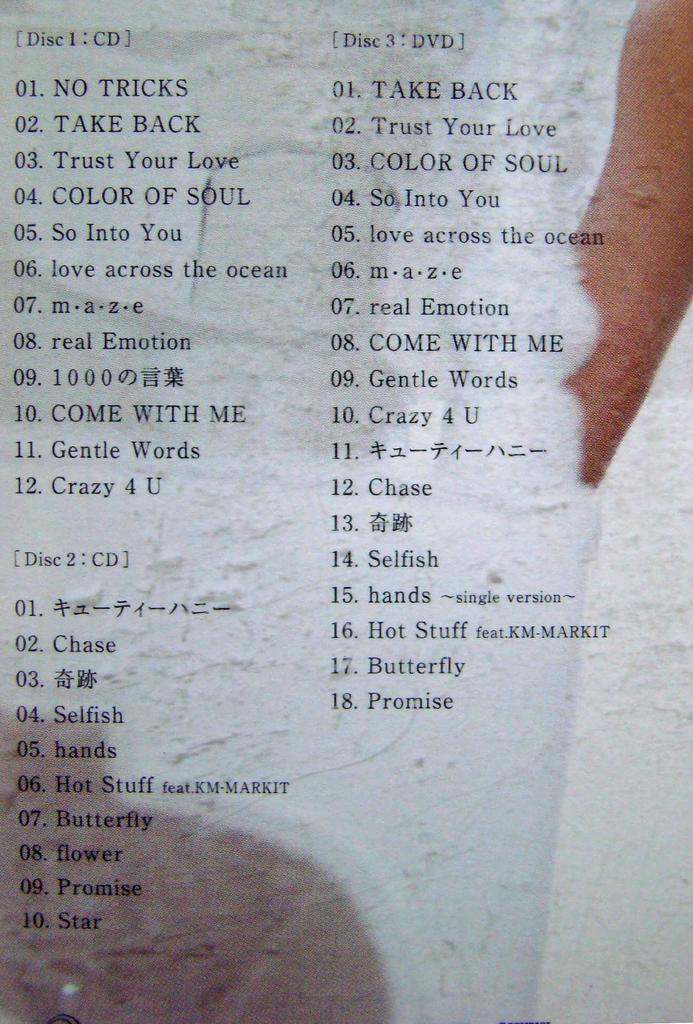 [Disc 1:CD]
01. NO TRICKS
02. TAKE BACK
03. Trust Your Love
04. COLOR OF SOUL
05. So Into You
06. love across the ocean
07. m・a・z・e
08. real Emotion
09. 1000の言葉
10. COME WITH ME
11. Gentle Words
12. Crazy 4 U
[Disc 2:CD]
01. キューティーハニー
02. Chase
03. 奇跡
04. Selfish
05. hands
06. Hot Stuff feat.KM-MARKIT
07. Butterfly
08. flower
09. Promise
10. Star
[Disc 3:DVD]
01. TAKE BACK
02. Trust Your Love
03. COLOR OF SOUL
04. So Into You
05. love across the ocean
06. m・a・z・e
07. real Emotion
08. COME WITH ME
09. Gentle Words
10. Crazy 4 U
11. キューティーハニー
12. Chase
13. 奇跡
14. Selfish
15. hands ~single version~
16. Hot Stuff feat.KM-MARKIT
17. Butterfly
18. Promise